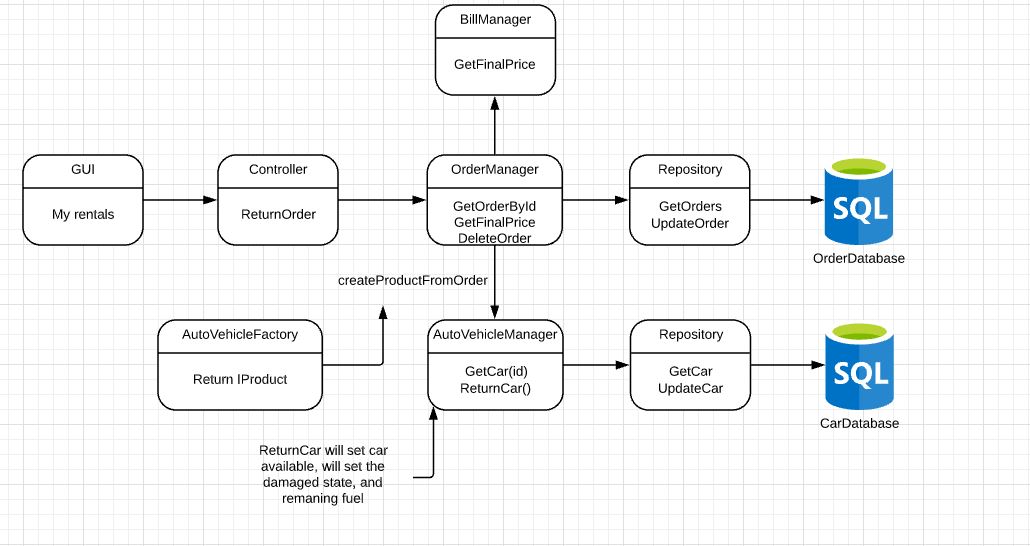 BillManager
GetFinalPrice
GUI
My rentals
Controller
ReturnOrder
OrderManager
GetOrderById
GetFinalPrice
DeleteOrder
Repository
GetOrders
UpdateOrder
SQL
OrderDatabase
createProductFromOrder
AutoVehicleFactory
Return IProduct
AutoVehicleManager
GetCar(id)
ReturnCar()
Repository
GetCar
UpdateCar
SQL
CarDatabase
ReturnCar will set car
available, will set the
damaged state, and
remaning fuel